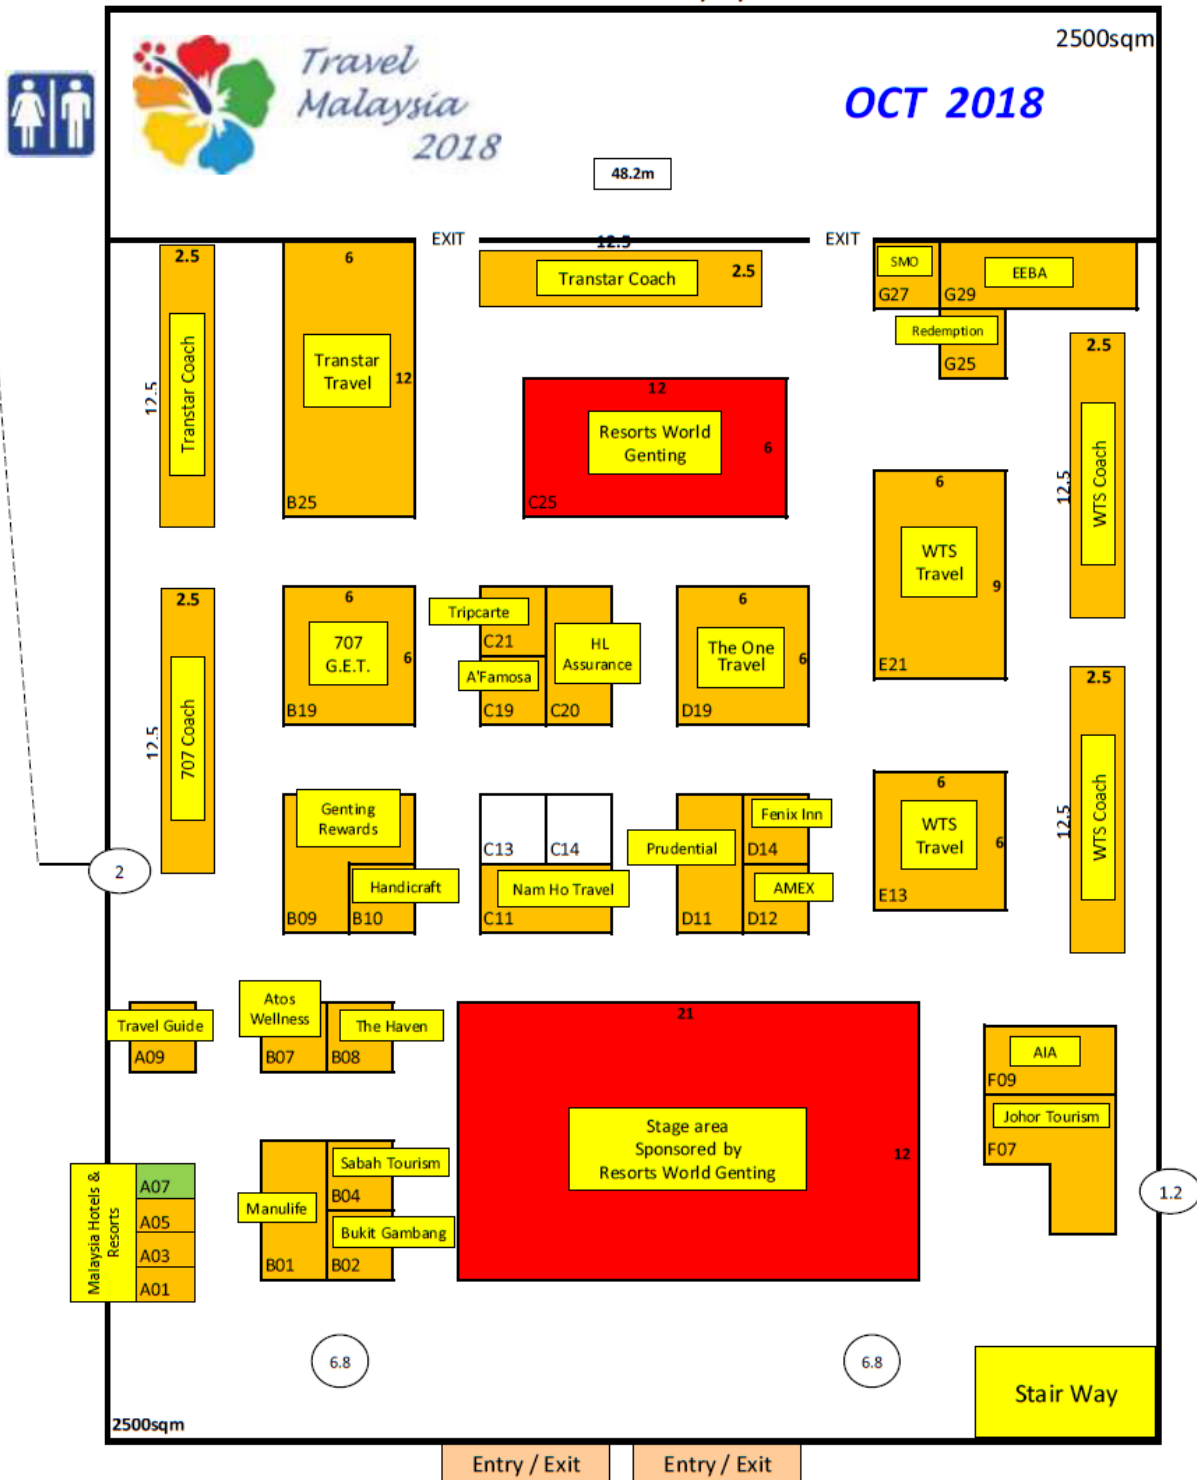 2500sqm
Travel
Malaysia
2018
OCT 2018
48.2m
EXIT
12.5
EXIT
2.5
12.5
Transtar Coach
6
12
Transtar
Travel
B25
Transtar Coach
2.5
SMO
G27
EEBA
G29
Redemption
G25
12
6
Resorts World
Genting
C25
2.5
12.5
WTS Coach
6
9
WTS
Travel
E21
2.5
12.5
707 Coach
6
6
707
G.E.T.
B19
Tripcarte
C21
A'Famosa
C19
HL
Assurance
C20
6
6
The One
Travel
D19
2.5
12.5
WTS Coach
6
6
WTS
Travel
E13
Genting
Rewards
B09
Handicraft
B10
C13
C14
Nam Ho Travel
C11
Prudential
D11
Fenix Inn
D14
AMEX
D12
2
Travel Guide
A09
Atos
Wellness
B07
The Haven
B08
21
12
Stage area
Sponsored by
Resorts World Genting
AIA
F09
Johor Tourism
F07
1.2
Malaysia Hotels &
Resorts
A07
A05
A03
A01
Manulife
B01
Sabah Tourism
B04
Bukit Gambang
B02
6.8
6.8
Stair Way
2500sqm
Entry / Exit
Entry / Exit